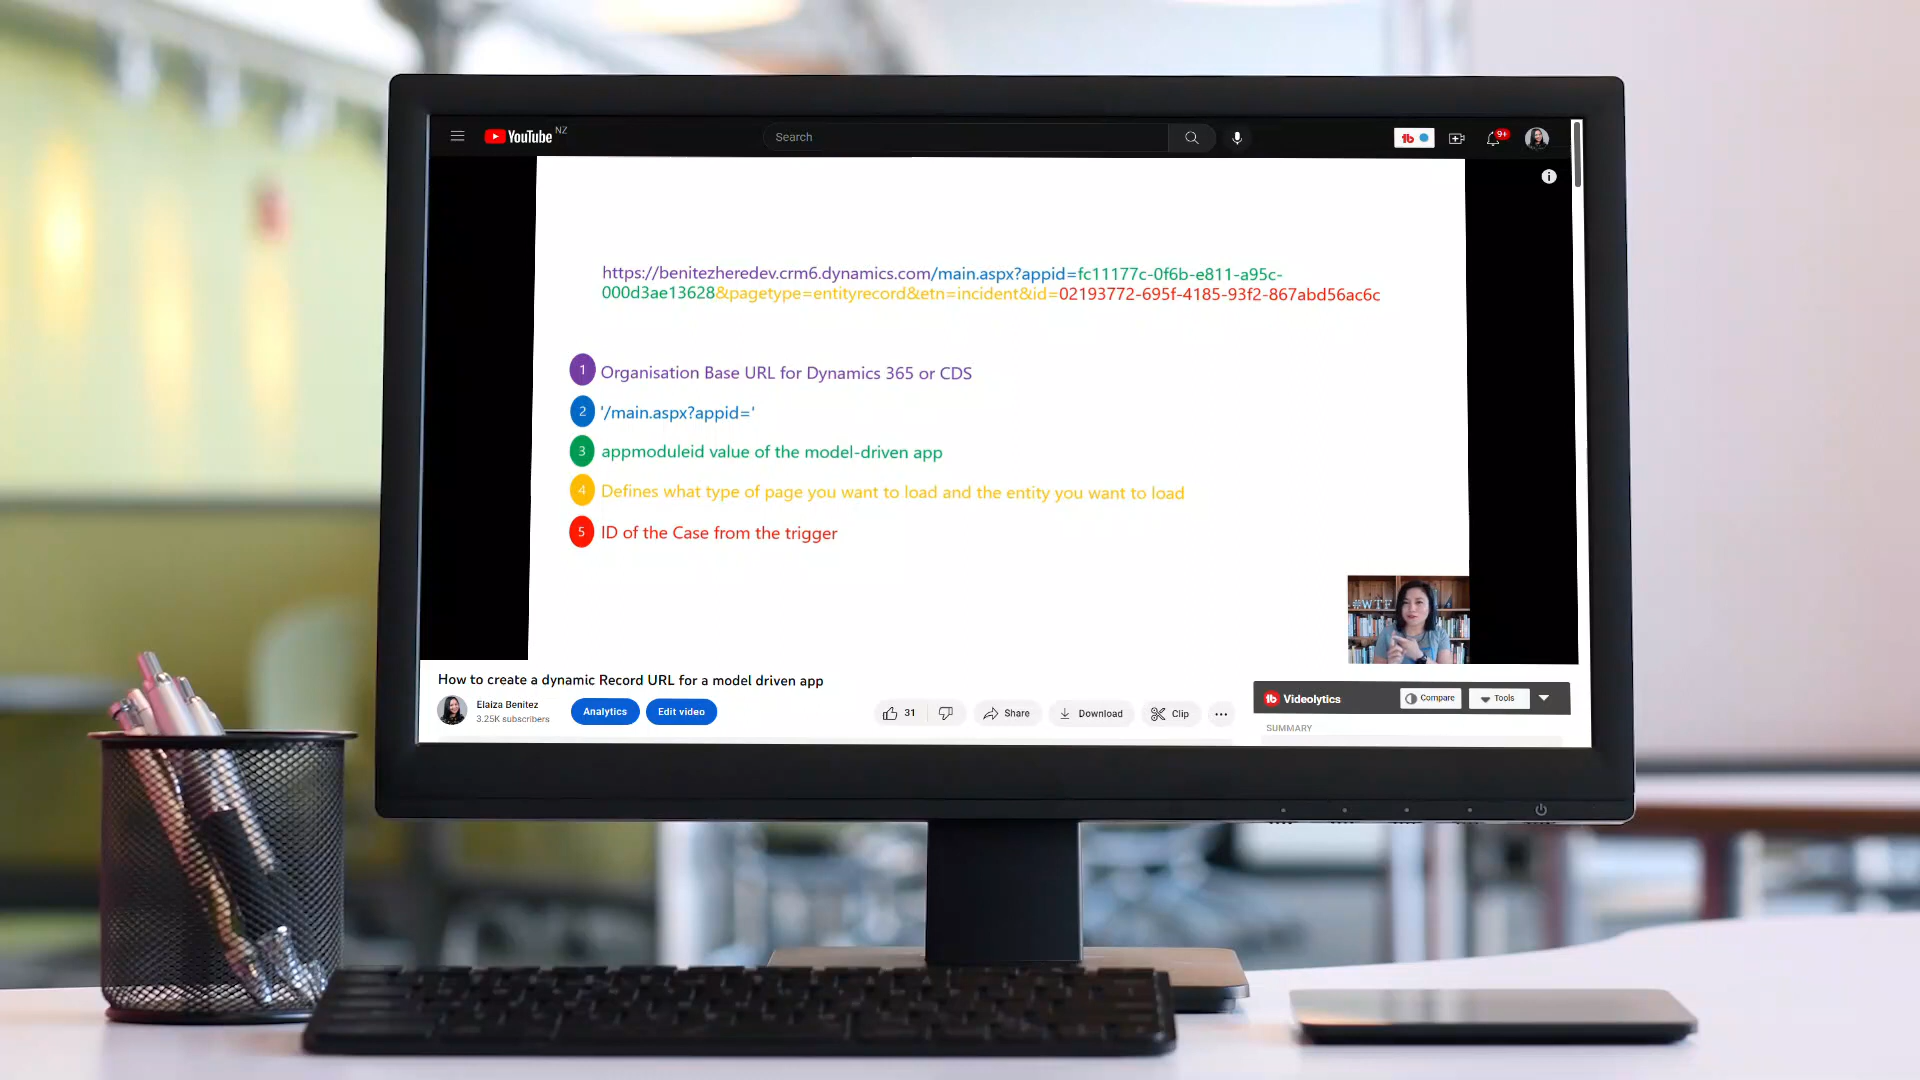 YouTube NZ
Search
9+
https://benitezheredev.crm6.dynamics.com/main.aspx?appid=fc11177c-0f6b-e811-a95c-
000d3ae13628&pagetype=entityrecord&etn=incident&id=02193772-695f-4185-93f2-867abd56ac6c
1 Organisation Base URL for Dynamics 365 or CDS
2 '/main.aspx?appid='
3 appmoduleid value of the model-driven app
4 Defines what type of page you want to load and the entity you want to load
5 ID of the Case from the trigger
#WTF
How to create a dynamic Record URL for a model driven app
Elaiza Benitez
3.25K subscribers
Analytics
Edit video
31
Share
Download
Clip
Videolytics
Compare
Tools
SUMMARY